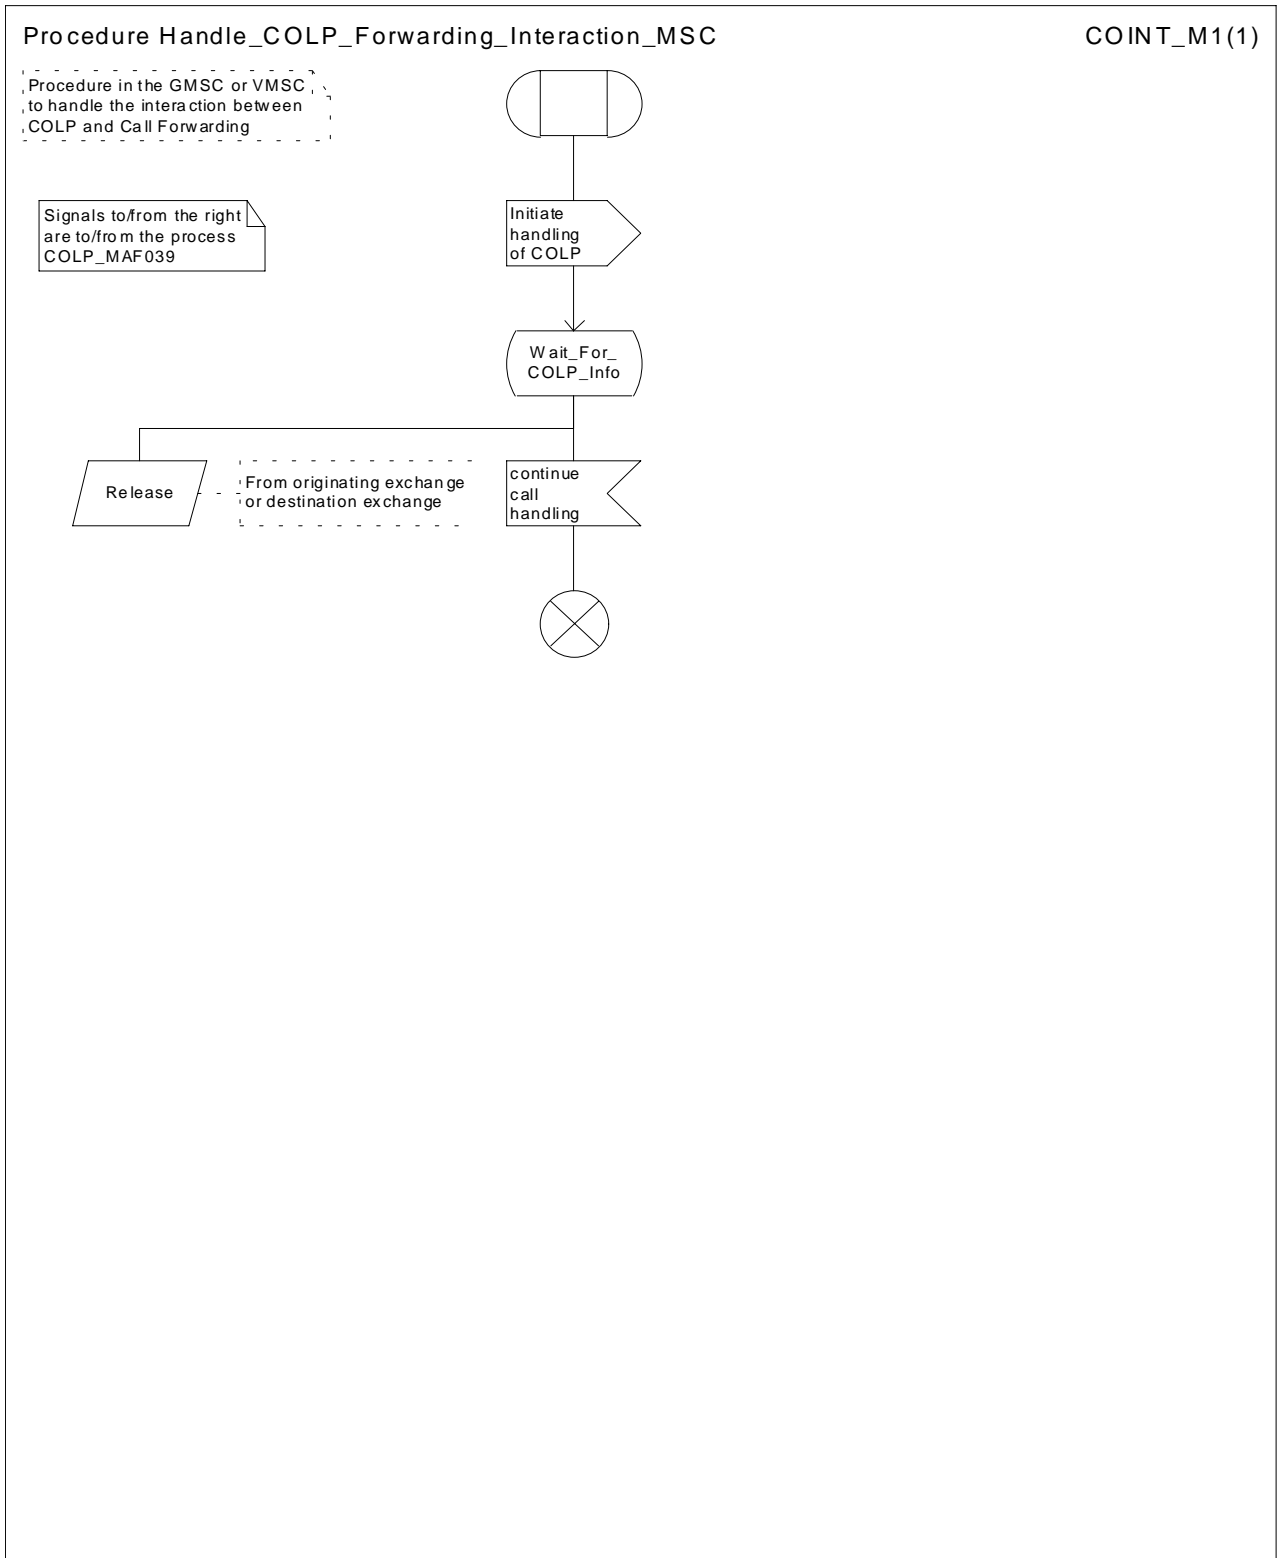 Procedure Handle_COLP_Forwarding_Interaction_MSC
COINT_M1(1)
Procedure in the GMSC or VMSC
to handle the interaction between
COLP and Call Forwarding
Signals to/from the right
are to/from the process
COLP_MAF039
Initiate
handling
of COLP
Wait_For_
COLP_Info
Release
From originating exchange
or destination exchange
continue
call
handling